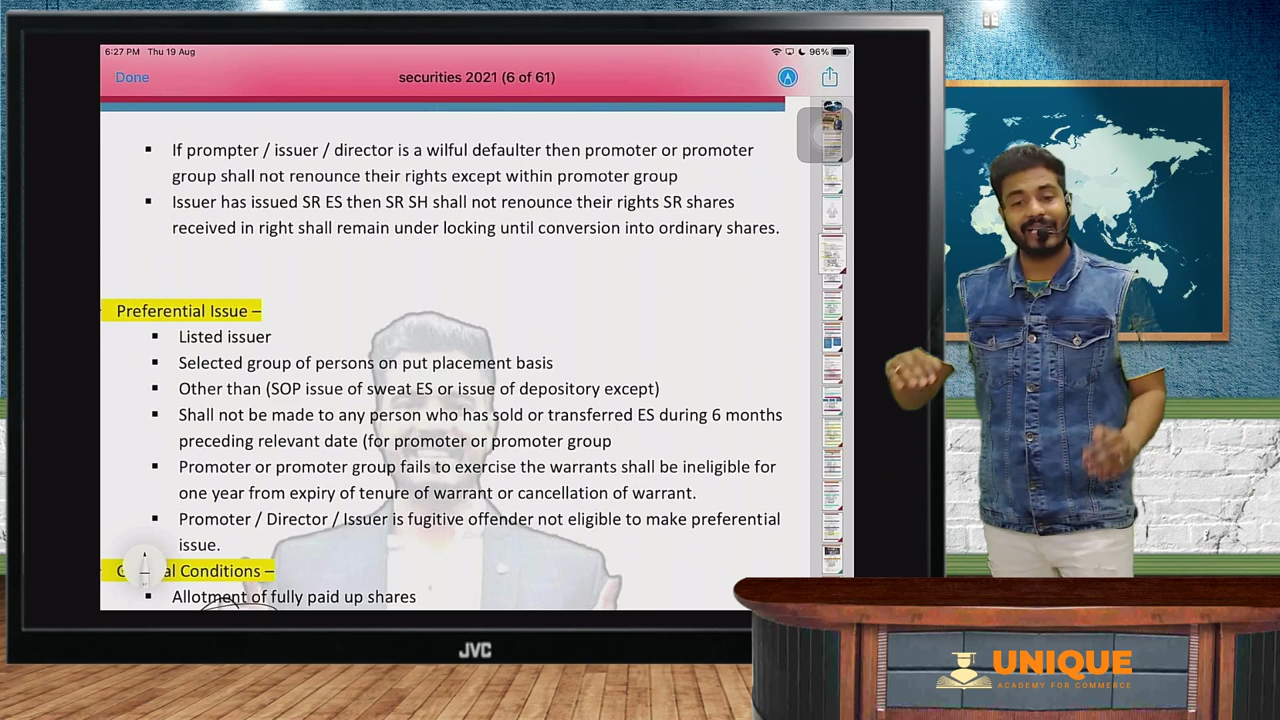 6:27 PM Thu 19 Aug
96%
Done
securities 2021 (6 of 61)
If prompter / issuer / director is a wilful defaulter then promoter or promoter
group shall not renounce their rights except within promoter group
Issuer has issued SR ES then SR SH shall not renounce their rights SR shares
received in right shall remain under locking until conversion into ordinary shares.
Preferential Issue –
Listed issuer
Selected group of persons on put placement basis
Other than (SOP issue of sweat ES or issue of depository except)
Shall not be made to any person who has sold or transferred ES during 6 months
preceding relevant date (for promoter or promoter group
Promoter or promoter group fails to exercise the warrants shall be ineligible for
one year from expiry of tenure of warrant or cancellation of warrant.
Promoter / Director / Issuer is fugitive offender not eligible to make preferential
issue.
Conditions –
Allotment of fully paid up shares
JVC
UNIQUE
ACADEMY FOR COMMERCE